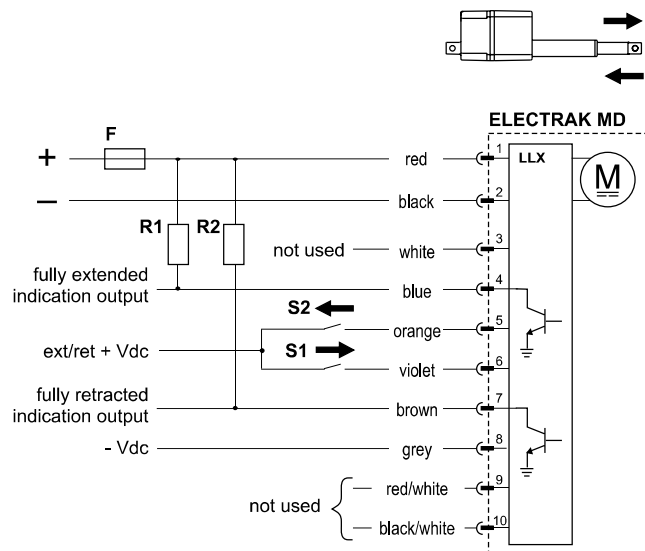 ELECTRAK MD
F
+
red
1
LLX
M
−
black
2
R1
R2
not used
white
3
fully extended
indication output
blue
4
S2
orange
5
ext/ret + Vdc
S1
violet
6
fully retracted
indication output
brown
7
- Vdc
grey
8
not used
red/white
9
black/white
10